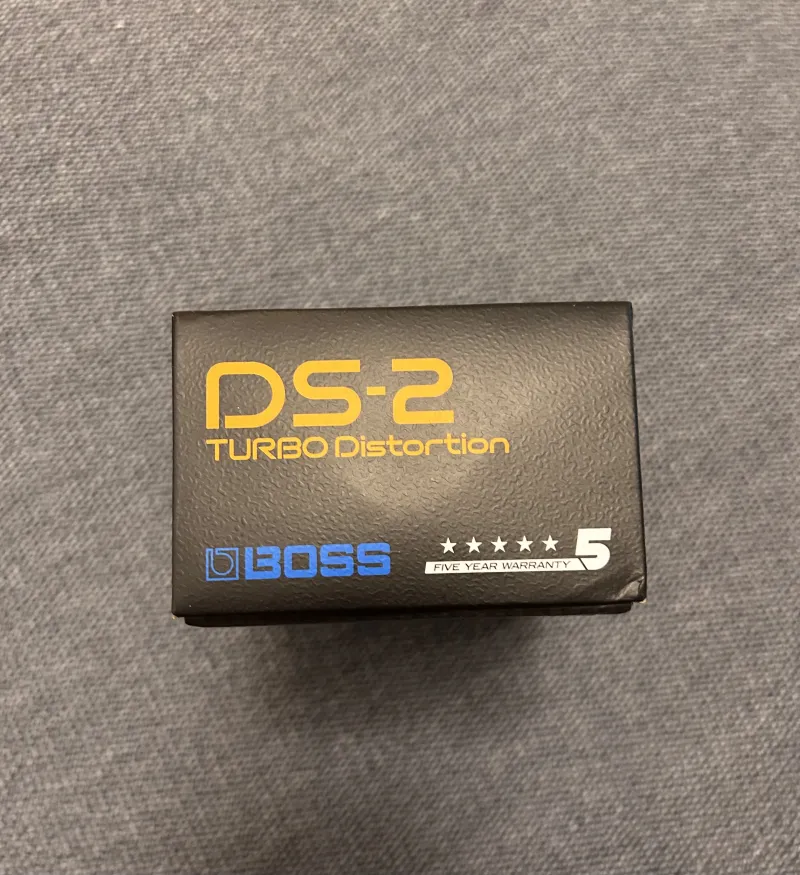 DS-2
TURBO Distortion
BOSS
FIVE YEAR WARRANTY 5